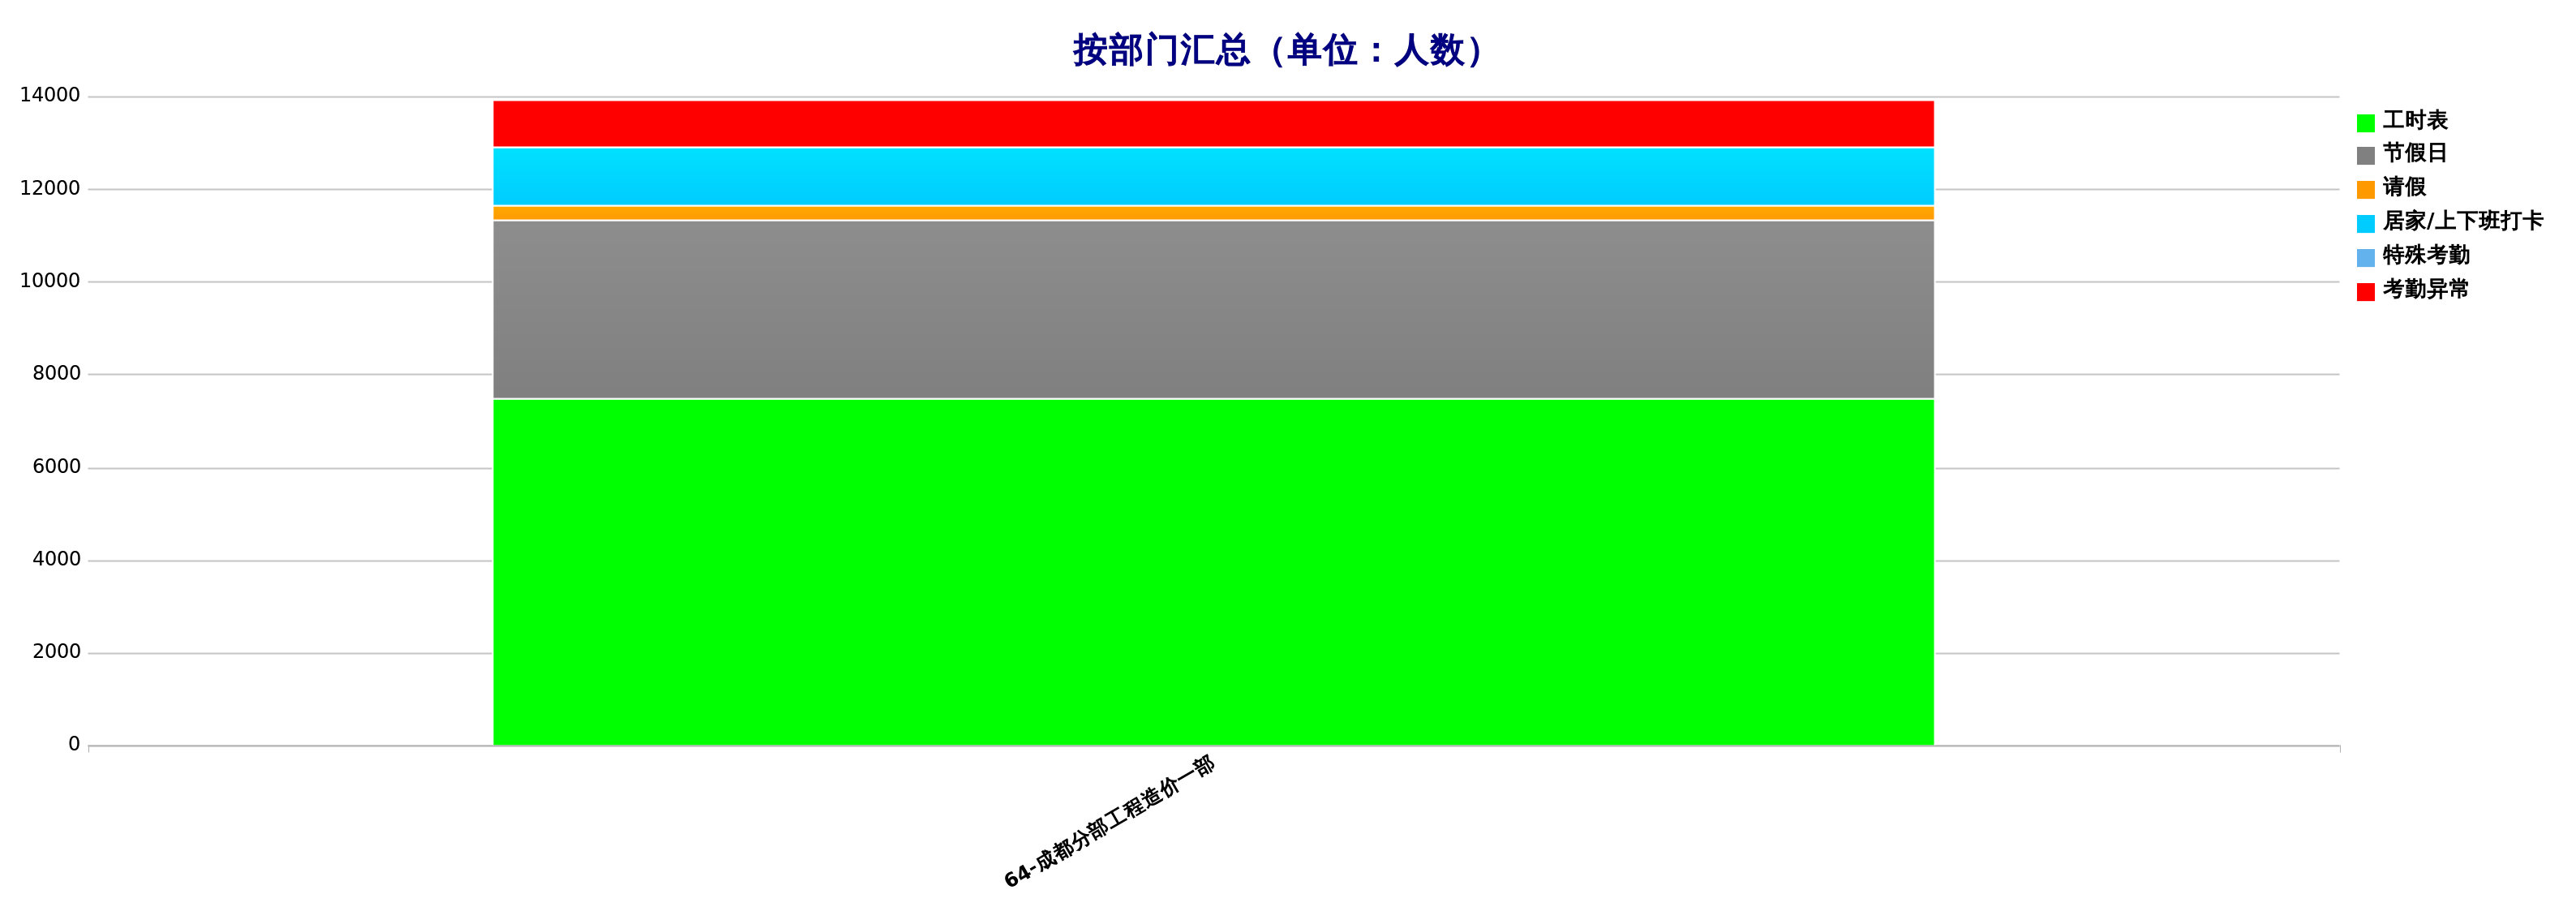 按部门汇总（单位：人数）
14000
12000
10000
8000
6000
4000
2000
0
工时表
节假日
请假
居家/上下班打卡
特殊考勤
考勤异常
64-成都分部工程造价一部